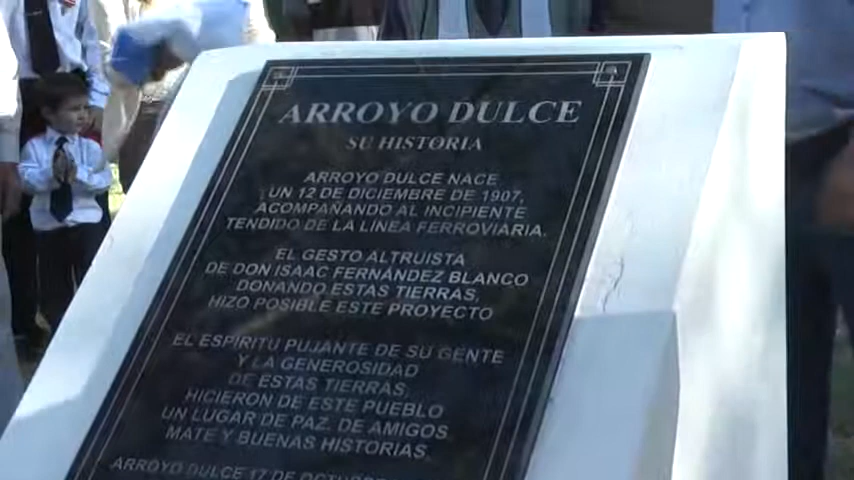 ARROYO DULCE
SU HISTORIA
ARROYO DULCE NACE
UN 12 DE DICIEMBRE DE 1907,
ACOMPAÑANDO AL INCIPIENTE
TENDIDO DE LA LÍNEA FERROVIARIA.
EL GESTO ALTRUISTA
DE DON ISAAC FERNÁNDEZ BLANCO
DONANDO ESTAS TIERRAS,
HIZO POSIBLE ESTE PROYECTO
EL ESPIRITU PUJANTE DE SU GENTE
Y LA GENEROSIDAD
DE ESTAS TIERRAS,
HICIERON DE ESTE PUEBLO
UN LUGAR DE PAZ, DE AMIGOS
MATE Y BUENAS HISTORIAS.
ARROYO DULCE 17 DE OCTUBRE